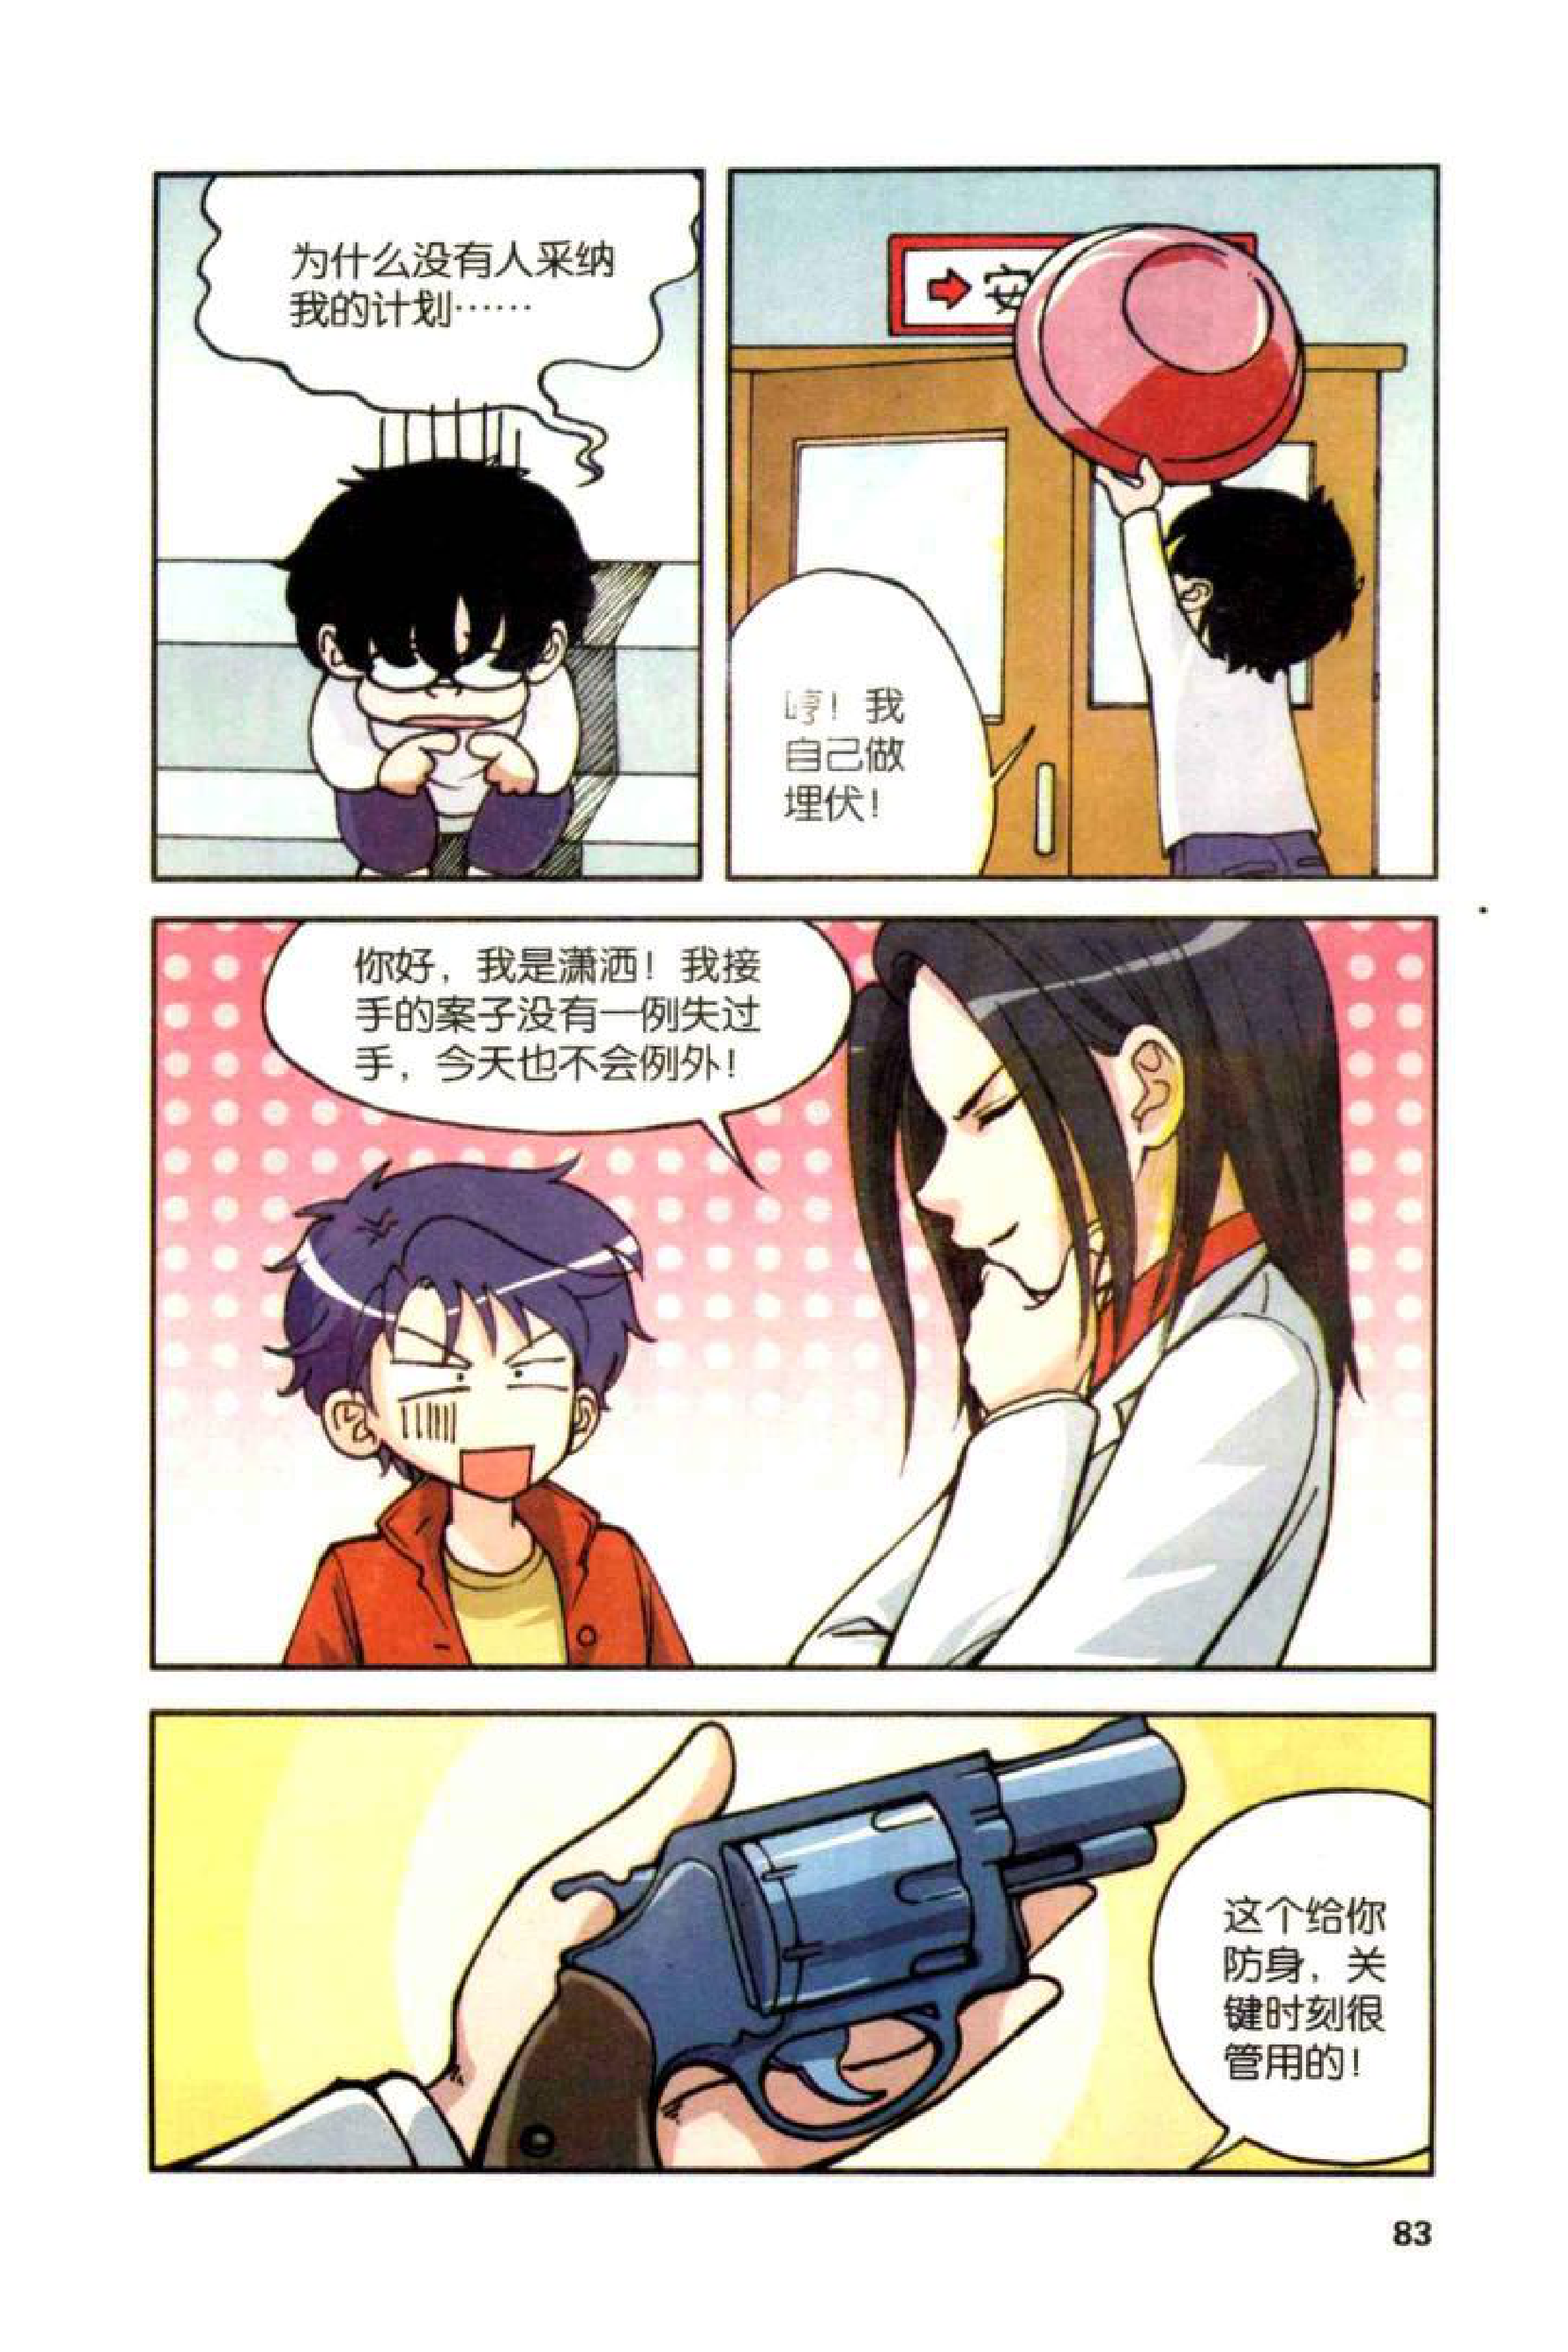 为什么没有人采纳
我的计划……
安
哼！我
自己做
埋伏！
你好，我是潇洒！我接
手的案子没有一例失过
手，今天也不会例外！
这个给你
防身，关
键时刻很
管用的！
83